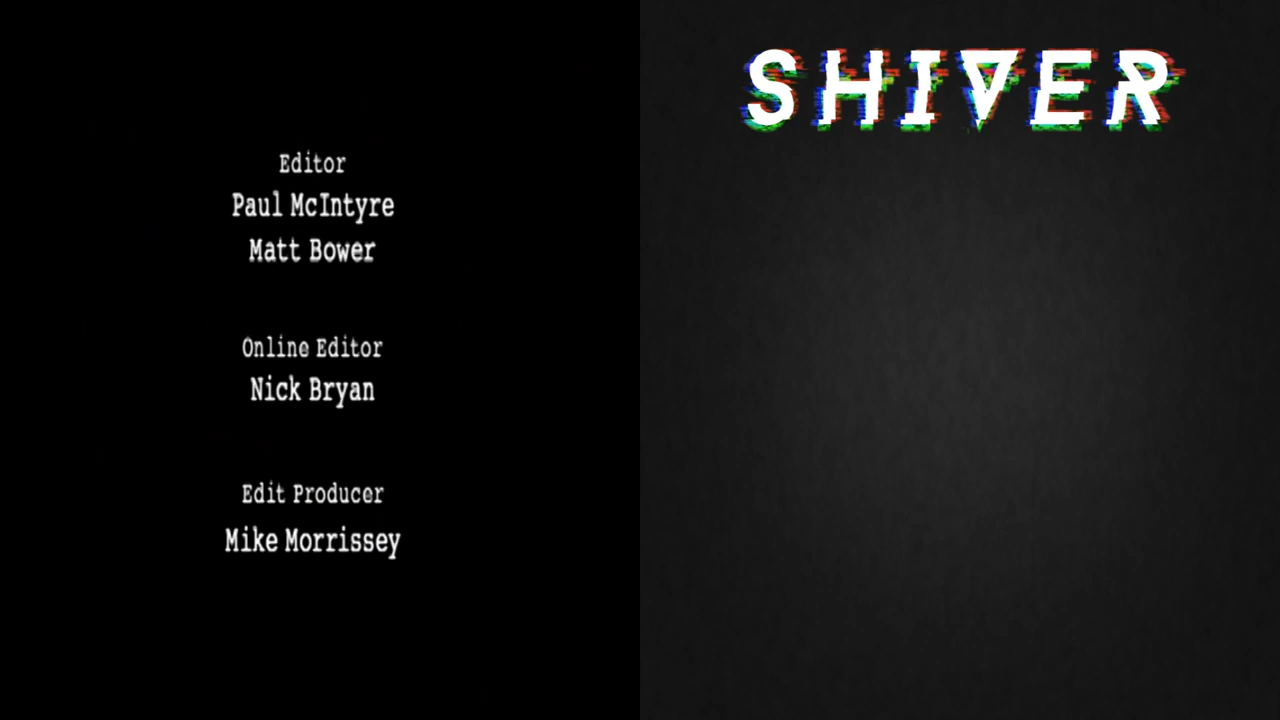 Editor
Paul McIntyre
Matt Bower
Online Editor
Nick Bryan
Edit Producer
Mike Morrissey
SHIVER